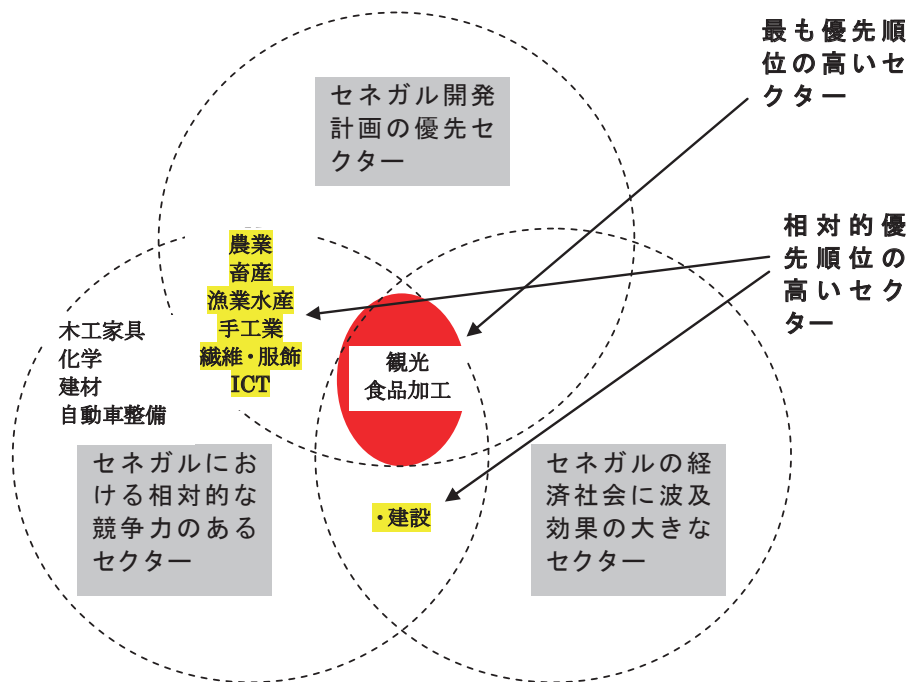 最も優先順
位の高いセ
クター
セネガル開発
計画の優先セ
クター
相対的優
先順位の
高いセク
ター
農業
畜産
漁業水産
手工業
繊維・服飾
ICT
木工家具
化学
建材
自動車整備
観光
食品加工
セネガルにお
ける相対的な
競争力のある
セクター
・建設
セネガルの経
済社会に波及
効果の大きな
セクター